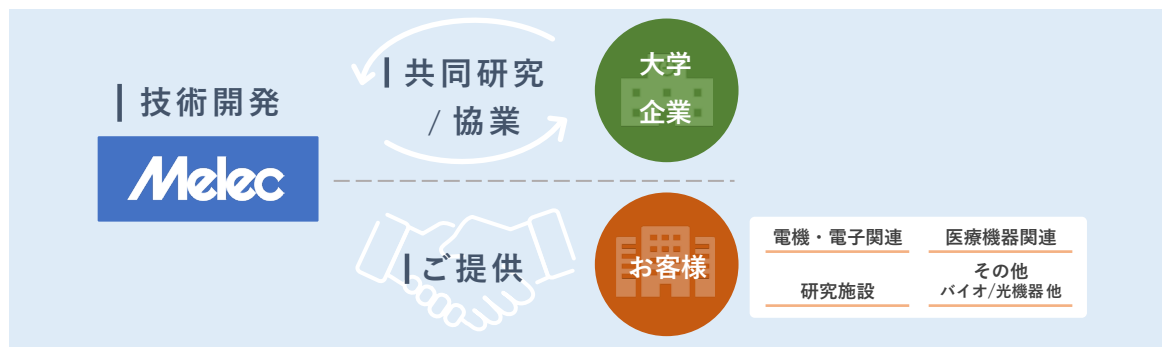 技術開発
Melec
共同研究
/ 協業
大学
企業
ご提供
お客様
電機・電子関連
医療機器関連
研究施設
その他
バイオ/光機器 他